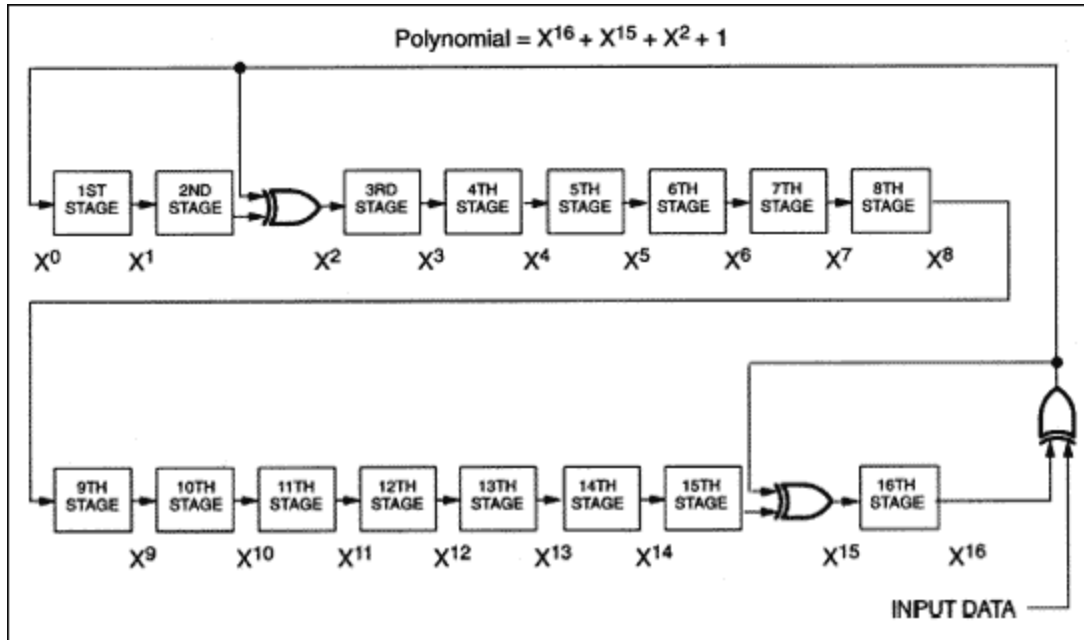 Polynomial = X¹⁶ + X¹⁵ + X² + 1
1ST
STAGE
2ND
STAGE
3RD
STAGE
4TH
STAGE
5TH
STAGE
6TH
STAGE
7TH
STAGE
8TH
STAGE
X⁰ X¹ X² X³ X⁴ X⁵ X⁶ X⁷ X⁸
9TH
STAGE
10TH
STAGE
11TH
STAGE
12TH
STAGE
13TH
STAGE
14TH
STAGE
15TH
STAGE
16TH
STAGE
X⁹ X¹⁰ X¹¹ X¹² X¹³ X¹⁴ X¹⁵ X¹⁶
INPUT DATA